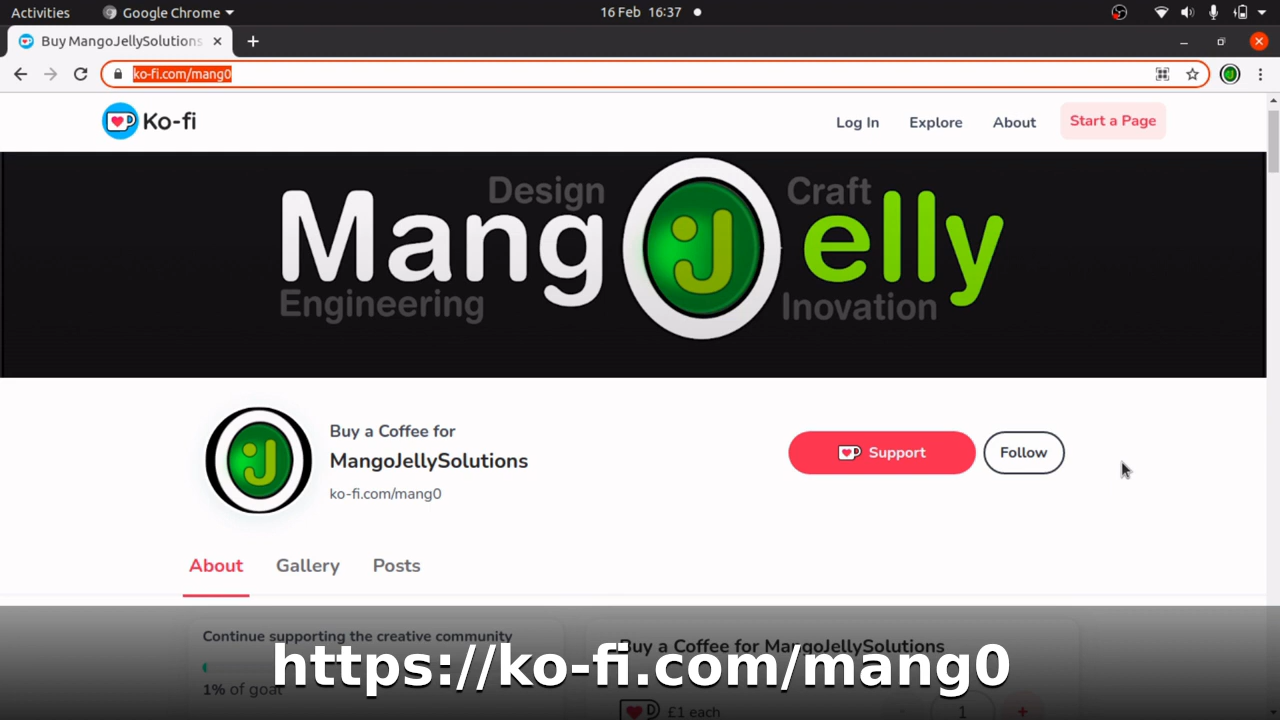 Activities
Google Chrome
16 Feb 16:37
Buy MangoJellySolutions
ko-fi.com/mang0
Ko-fi
Log In
Explore
About
Start a Page
Design
Craft
Mang
J
elly
Engineering
Inovation
J
Buy a Coffee for
MangoJellySolutions
ko-fi.com/mang0
Support
Follow
About
Gallery
Posts
Continue supporting the creative community
Buy a Coffee for MangoJellySolutions
https://ko-fi.com/mang0
1% of goal
£1 each
-
1
+